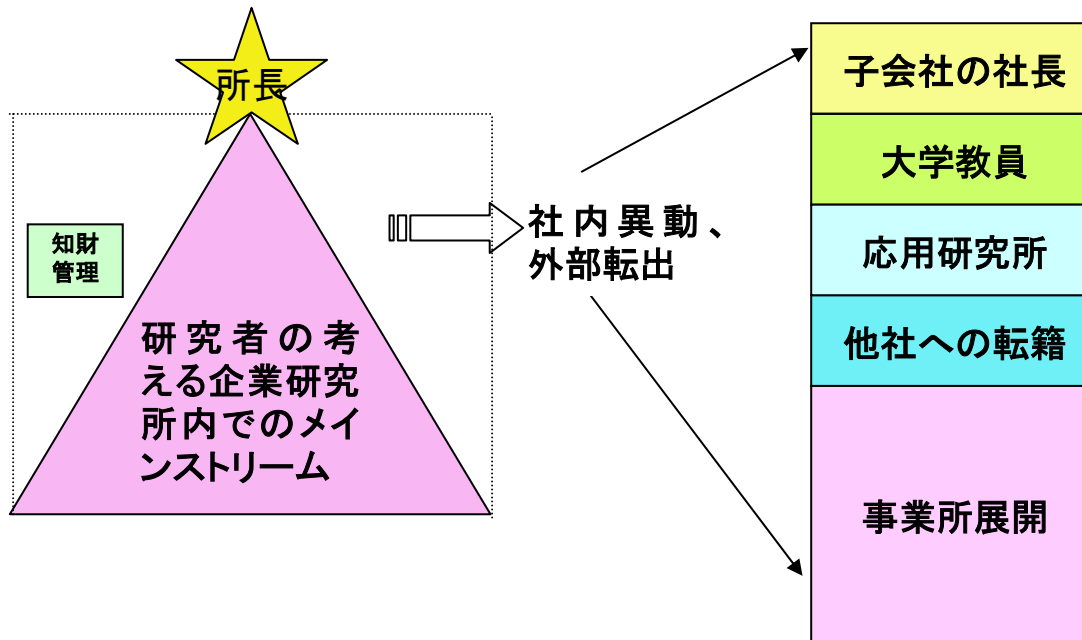 所長
知財
管理
研究者の考
える企業研究
所内でのメイ
ンストリーム
社内異動、
外部転出
子会社の社長
大学教員
応用研究所
他社への転籍
事業所展開